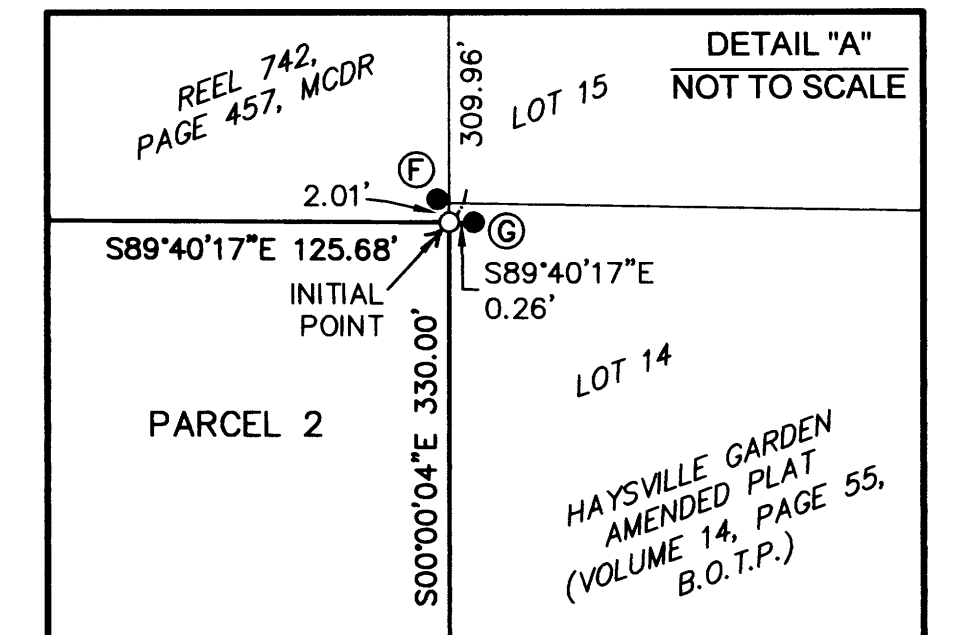 REEL 742,
PAGE 457, MCDR
309.96'
LOT 15
DETAIL "A"
NOT TO SCALE
F
2.01'
G
S89°40'17"E 125.68'
S89°40'17"E
0.26'
INITIAL
POINT
S00°00'04"E 330.00'
LOT 14
PARCEL 2
HAYSVILLE GARDEN
AMENDED PLAT
(VOLUME 14, PAGE 55,
B.O.T.P.)